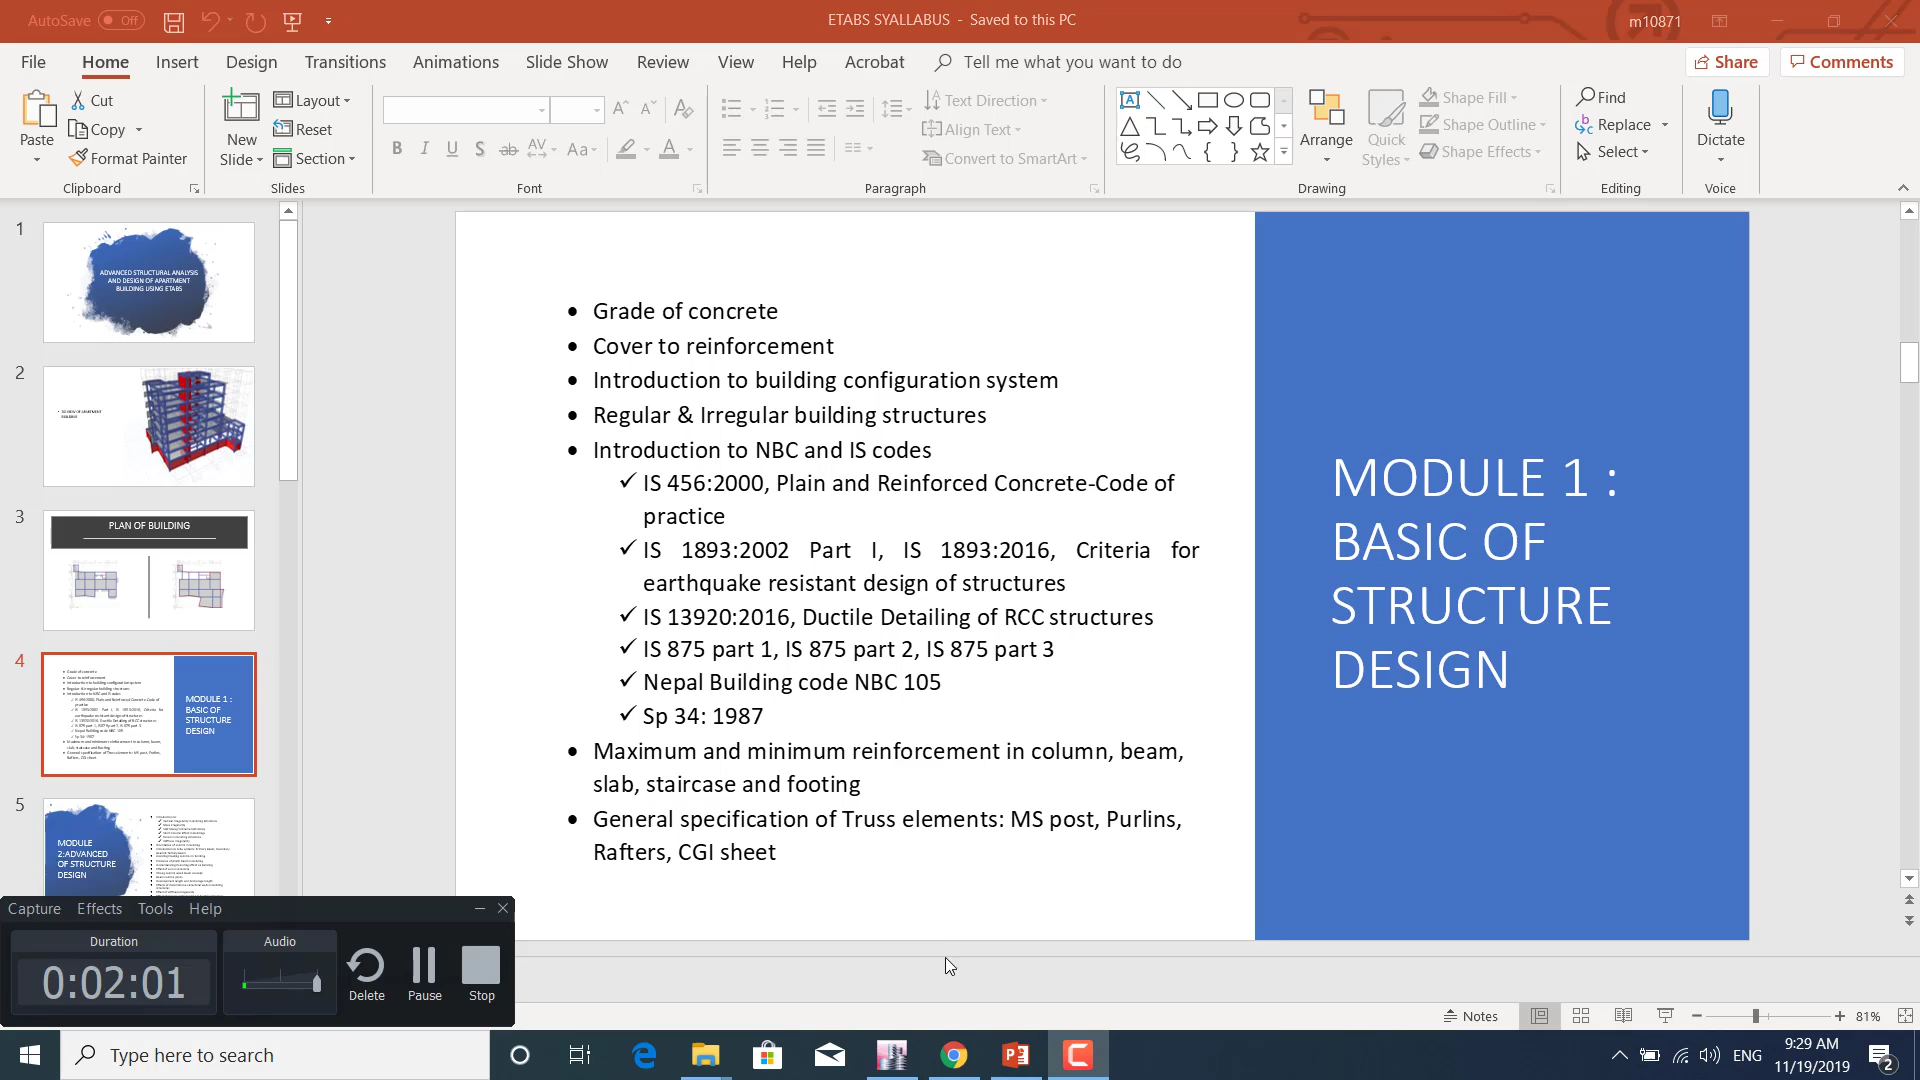 AutoSave Off
ETABS SYALLABUS - Saved to this PC
m10871
File Home Insert Design Transitions Animations Slide Show Review View Help Acrobat Tell me what you want to do Share Comments
Paste
Cut
Copy
Format Painter
Clipboard
New
Slide
Layout
Reset
Section
Slides
B I U S ab AV Aa A
Font
Text Direction
Align Text
Convert to SmartArt
Paragraph
Arrange
Quick
Styles
Shape Fill
Shape Outline
Shape Effects
Drawing
Find
Replace
Select
Editing
Dictate
Voice
1
ADVANCED STRUCTURAL ANALYSIS
AND DESIGN OF APARTMENT
BUILDING USING ETABS
2
3
PLAN OF BUILDING
4
MODULE 1 :
BASIC OF
STRUCTURE
DESIGN
5
MODULE
2:ADVANCED
OF STRUCTURE
DESIGN
• Grade of concrete
• Cover to reinforcement
• Introduction to building configuration system
• Regular & Irregular building structures
• Introduction to NBC and IS codes
✓ IS 456:2000, Plain and Reinforced Concrete-Code of
practice
✓ IS 1893:2002 Part I, IS 1893:2016, Criteria for
earthquake resistant design of structures
✓ IS 13920:2016, Ductile Detailing of RCC structures
✓ IS 875 part 1, IS 875 part 2, IS 875 part 3
✓ Nepal Building code NBC 105
✓ Sp 34: 1987
• Maximum and minimum reinforcement in column, beam,
slab, staircase and footing
• General specification of Truss elements: MS post, Purlins,
Rafters, CGI sheet
MODULE 1 :
BASIC OF
STRUCTURE
DESIGN
Capture Effects Tools Help
Duration
0:02:01
Audio
Delete
Pause
Stop
Notes
81%
Type here to search
ENG
9:29 AM
11/19/2019
2